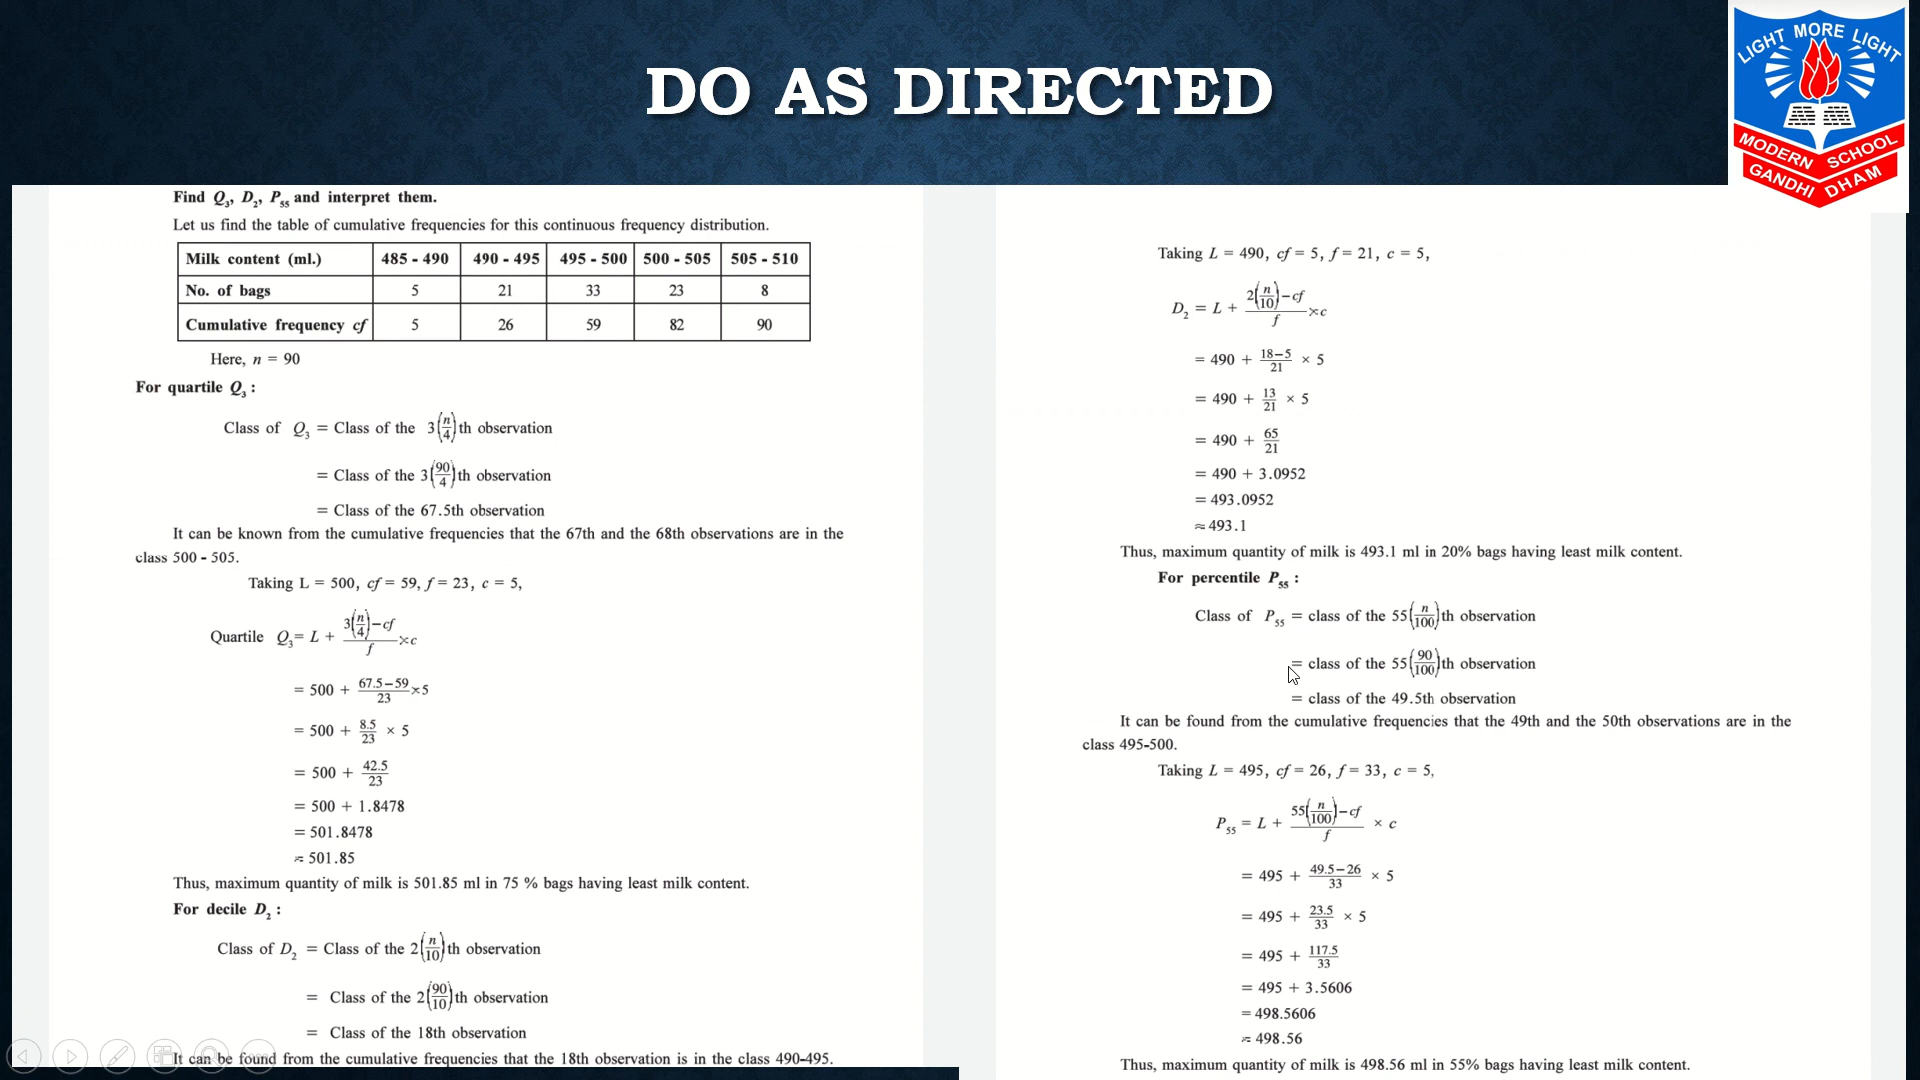 DO AS DIRECTED
LIGHT MORE LIGHT
MODERN SCHOOL
GANDHI DHAM
Find Q₃, D₂, P₅₅ and interpret them.
Let us find the table of cumulative frequencies for this continuous frequency distribution.
Milk content (ml.) 485 - 490 490 - 495 495 - 500 500 - 505 505 - 510
No. of bags 5 21 33 23 8
Cumulative frequency cf 5 26 59 82 90
Here, n = 90
For quartile Q₃ :
Class of Q₃ = Class of the 3(n/4)th observation
= Class of the 3(90/4)th observation
= Class of the 67.5th observation
It can be known from the cumulative frequencies that the 67th and the 68th observations are in the
class 500 - 505.
Taking L = 500, cf = 59, f = 23, c = 5,
Quartile Q₃ = L + (3(n/4) – cf)/f × c
= 500 + (67.5 – 59)/23 × 5
= 500 + 8.5/23 × 5
= 500 + 42.5/23
= 500 + 1.8478
= 501.8478
≈ 501.85
Thus, maximum quantity of milk is 501.85 ml in 75 % bags having least milk content.
For decile D₂ :
Class of D₂ = Class of the 2(n/10)th observation
= Class of the 2(90/10)th observation
= Class of the 18th observation
It can be found from the cumulative frequencies that the 18th observation is in the class 490-495.
Taking L = 490, cf = 5, f = 21, c = 5,
D₂ = L + (2(n/10) – cf)/f × c
= 490 + (18–5)/21 × 5
= 490 + 13/21 × 5
= 490 + 65/21
= 490 + 3.0952
= 493.0952
≈ 493.1
Thus, maximum quantity of milk is 493.1 ml in 20% bags having least milk content.
For percentile P₅₅ :
Class of P₅₅ = class of the 55(n/100)th observation
= class of the 55(90/100)th observation
= class of the 49.5th observation
It can be found from the cumulative frequencies that the 49th and the 50th observations are in the
class 495-500.
Taking L = 495, cf = 26, f = 33, c = 5,
P₅₅ = L + (55(n/100) – cf)/f × c
= 495 + (49.5 – 26)/33 × 5
= 495 + 23.5/33 × 5
= 495 + 117.5/33
= 495 + 3.5606
= 498.5606
≈ 498.56
Thus, maximum quantity of milk is 498.56 ml in 55% bags having least milk content.